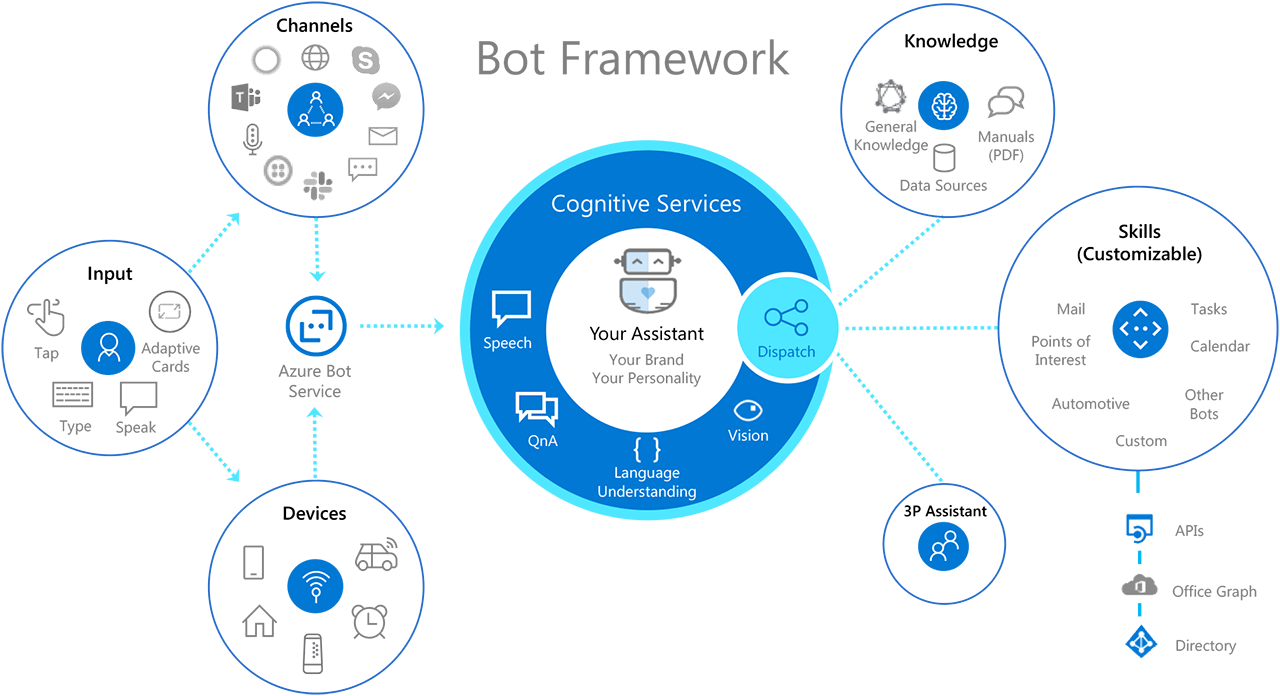 Bot Framework
Channels
T
S
Input
Tap
Adaptive
Cards
Type
Speak
Azure Bot
Service
Devices
Cognitive Services
Your Assistant
Your Brand
Your Personality
Speech
QnA
{ }
Language
Understanding
Vision
Dispatch
Knowledge
General
Knowledge
Manuals
(PDF)
Data Sources
Skills
(Customizable)
Mail
Tasks
Points of
Interest
Calendar
Automotive
Other
Bots
Custom
3P Assistant
APIs
Office Graph
Directory